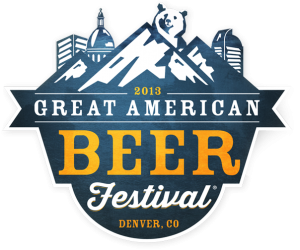 2013
GREAT AMERICAN
BEER
Festival®
DENVER, CO